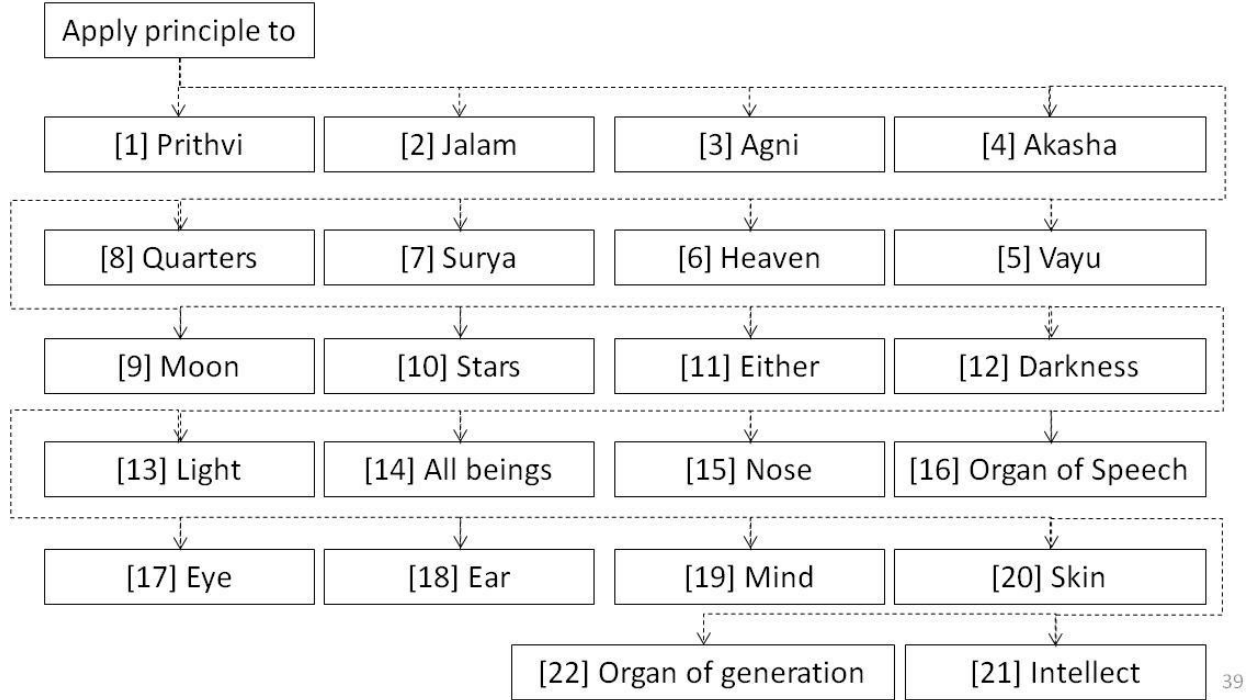 Apply principle to
[1] Prithvi
[2] Jalam
[3] Agni
[4] Akasha
[8] Quarters
[7] Surya
[6] Heaven
[5] Vayu
[9] Moon
[10] Stars
[11] Either
[12] Darkness
[13] Light
[14] All beings
[15] Nose
[16] Organ of Speech
[17] Eye
[18] Ear
[19] Mind
[20] Skin
[22] Organ of generation
[21] Intellect
39